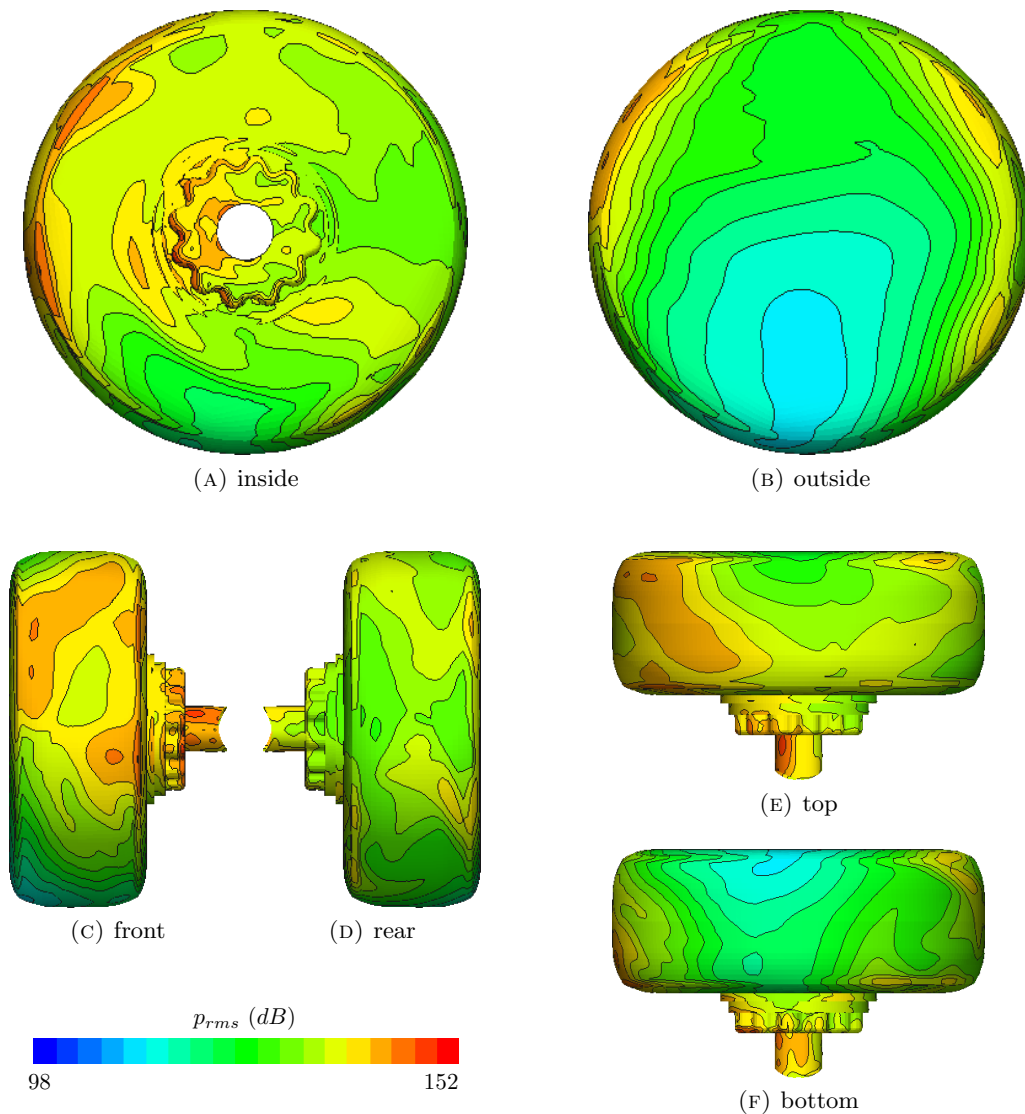 (A) inside
(B) outside
(C) front
(D) rear
(E) top
p_rms (dB)
98
152
(F) bottom